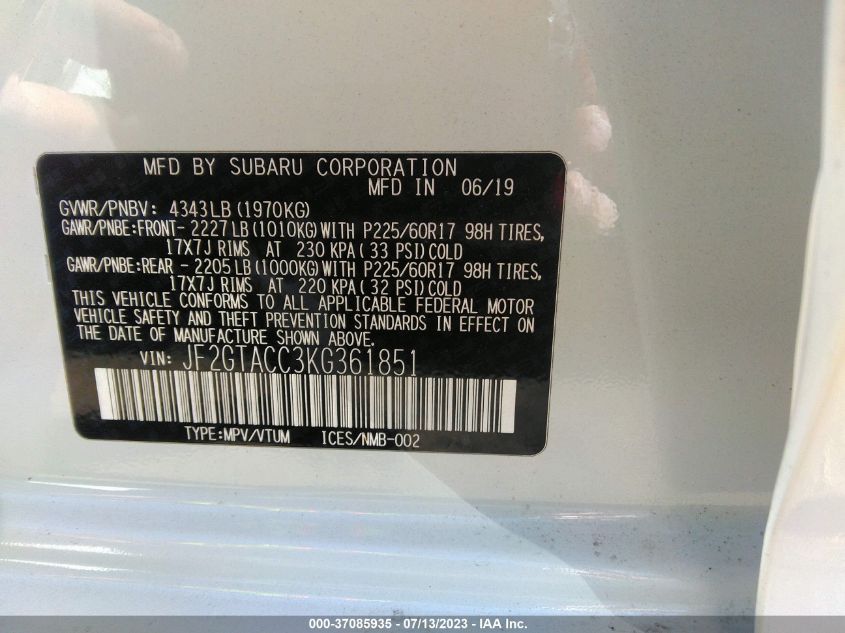 MFD BY SUBARU CORPORATION
MFD IN 06/19
GVWR/PNBV: 4343LB (1970KG)
GAWR/PNBE:FRONT- 2227LB (1010KG) WITH P225/60R17 98H TIRES,
17X7J RIMS AT 230 KPA ( 33 PSI) COLD
GAWR/PNBE:REAR - 2205LB (1000KG) WITH P225/60R17 98H TIRES,
17X7J RIMS AT 220 KPA ( 32 PSI) COLD
THIS VEHICLE CONFORMS TO ALL APPLICABLE FEDERAL MOTOR
VEHICLE SAFETY AND THEFT PREVENTION STANDARDS IN EFFECT ON
THE DATE OF MANUFACTURE SHOWN ABOVE.
VIN: JF2GTACC3KG361851
TYPE:MPV/VTUM ICES/NMB-002
000-37085935 - 07/13/2023 - IAA Inc.